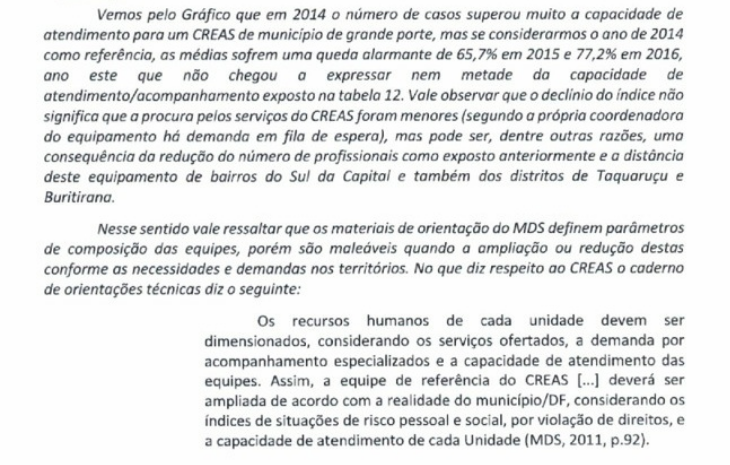 Vemos pelo Gráfico que em 2014 o número de casos superou muito a capacidade de
atendimento para um CREAS de município de grande porte, mas se considerarmos o ano de 2014
como referência, as médias sofrem uma queda alarmante de 65,7% em 2015 e 77,2% em 2016,
ano este que não chegou a expressar nem metade da capacidade de
atendimento/acompanhamento exposto na tabela 12. Vale observar que o declínio do índice não
significa que a procura pelos serviços do CREAS foram menores (segundo a própria coordenadora
do equipamento há demanda em fila de espera), mas pode ser, dentre outras razões, uma
consequência da redução do número de profissionais como exposto anteriormente e a distância
deste equipamento de bairros do Sul da Capital e também dos distritos de Taquaruçu e
Buritirana.
Nesse sentido vale ressaltar que os materiais de orientação do MDS definem parâmetros
de composição das equipes, porém são maleáveis quando a ampliação ou redução destas
conforme as necessidades e demandas nos territórios. No que diz respeito ao CREAS o caderno
de orientações técnicas diz o seguinte:
Os recursos humanos de cada unidade devem ser
dimensionados, considerando os serviços ofertados, a demanda por
acompanhamento especializados e a capacidade de atendimento das
equipes. Assim, a equipe de referência do CREAS [...] deverá ser
ampliada de acordo com a realidade do município/DF, considerando os
índices de situações de risco pessoal e social, por violação de direitos, e
a capacidade de atendimento de cada Unidade (MDS, 2011, p.92).